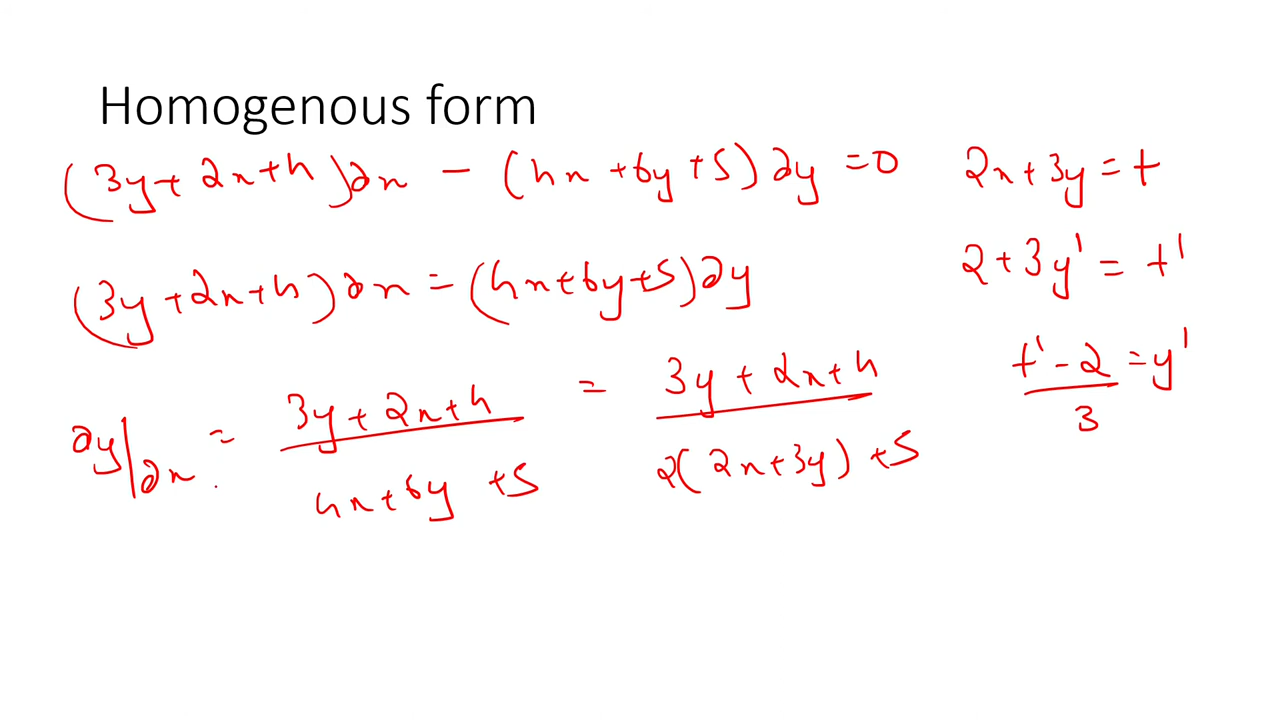 Homogenous form
(3y + 2x + 4)∂x - (4x + 6y + 5)∂y = 0
2x + 3y = t
(3y + 2x + 4)∂x = (4x + 6y + 5)∂y
2 + 3y' = t'
∂y/∂x = (3y + 2x + 4)/(4x + 6y + 5) = (3y + 2x + 4)/(2(2x + 3y) + 5)
(t' - 2)/3 = y'